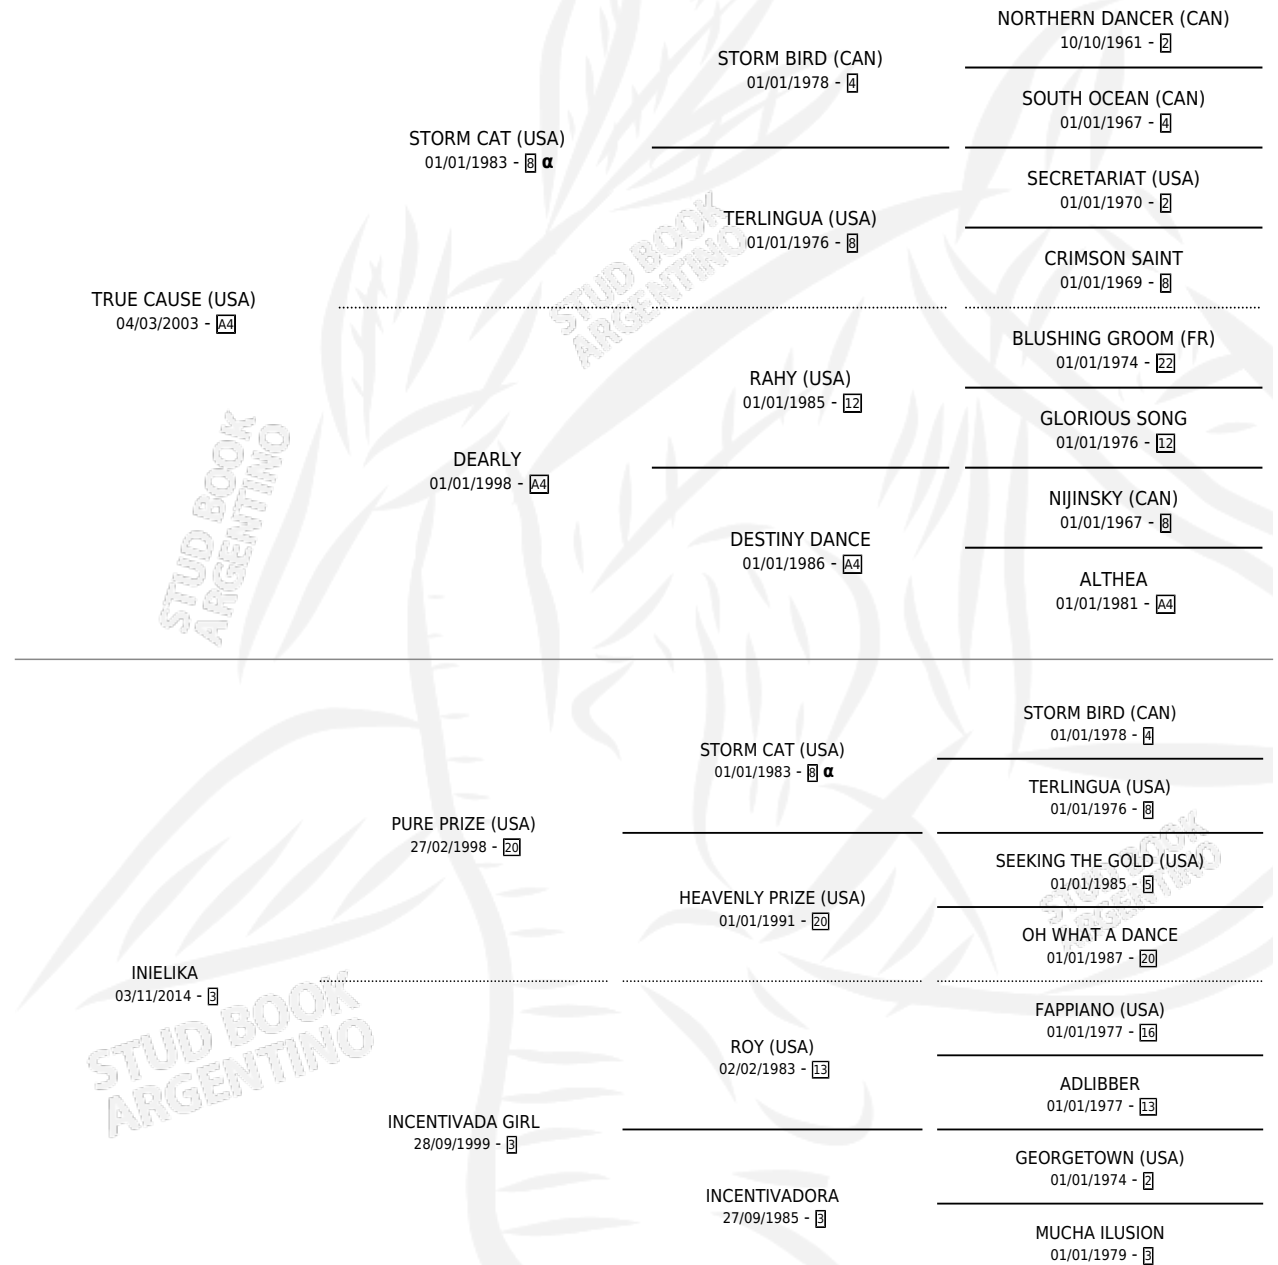 NORTHERN DANCER (CAN)
10/10/1961 - 2
STORM BIRD (CAN)
01/01/1978 - 4
SOUTH OCEAN (CAN)
01/01/1967 - 4
STORM CAT (USA)
01/01/1983 - 8 α
SECRETARIAT (USA)
01/01/1970 - 2
TERLINGUA (USA)
01/01/1976 - 8
CRIMSON SAINT
01/01/1969 - 8
TRUE CAUSE (USA)
04/03/2003 - A4
BLUSHING GROOM (FR)
01/01/1974 - 22
RAHY (USA)
01/01/1985 - 12
GLORIOUS SONG
01/01/1976 - 12
DEARLY
01/01/1998 - A4
NIJINSKY (CAN)
01/01/1967 - 8
DESTINY DANCE
01/01/1986 - A4
ALTHEA
01/01/1981 - A4
STORM BIRD (CAN)
01/01/1978 - 4
STORM CAT (USA)
01/01/1983 - 8 α
TERLINGUA (USA)
01/01/1976 - 8
PURE PRIZE (USA)
27/02/1998 - 20
SEEKING THE GOLD (USA)
01/01/1985 - 5
HEAVENLY PRIZE (USA)
01/01/1991 - 20
OH WHAT A DANCE
01/01/1987 - 20
INIELIKA
03/11/2014 - 3
FAPPIANO (USA)
01/01/1977 - 16
ROY (USA)
02/02/1983 - 13
ADLIBBER
01/01/1977 - 13
INCENTIVADA GIRL
28/09/1999 - 3
GEORGETOWN (USA)
01/01/1974 - 2
INCENTIVADORA
27/09/1985 - 3
MUCHA ILUSION
01/01/1979 - 3
STUD BOOK
ARGENTINO
STUD BOOK
ARGENTINO
STUD BOOK
ARGENTINO
STUD BOOK
ARGENTINO